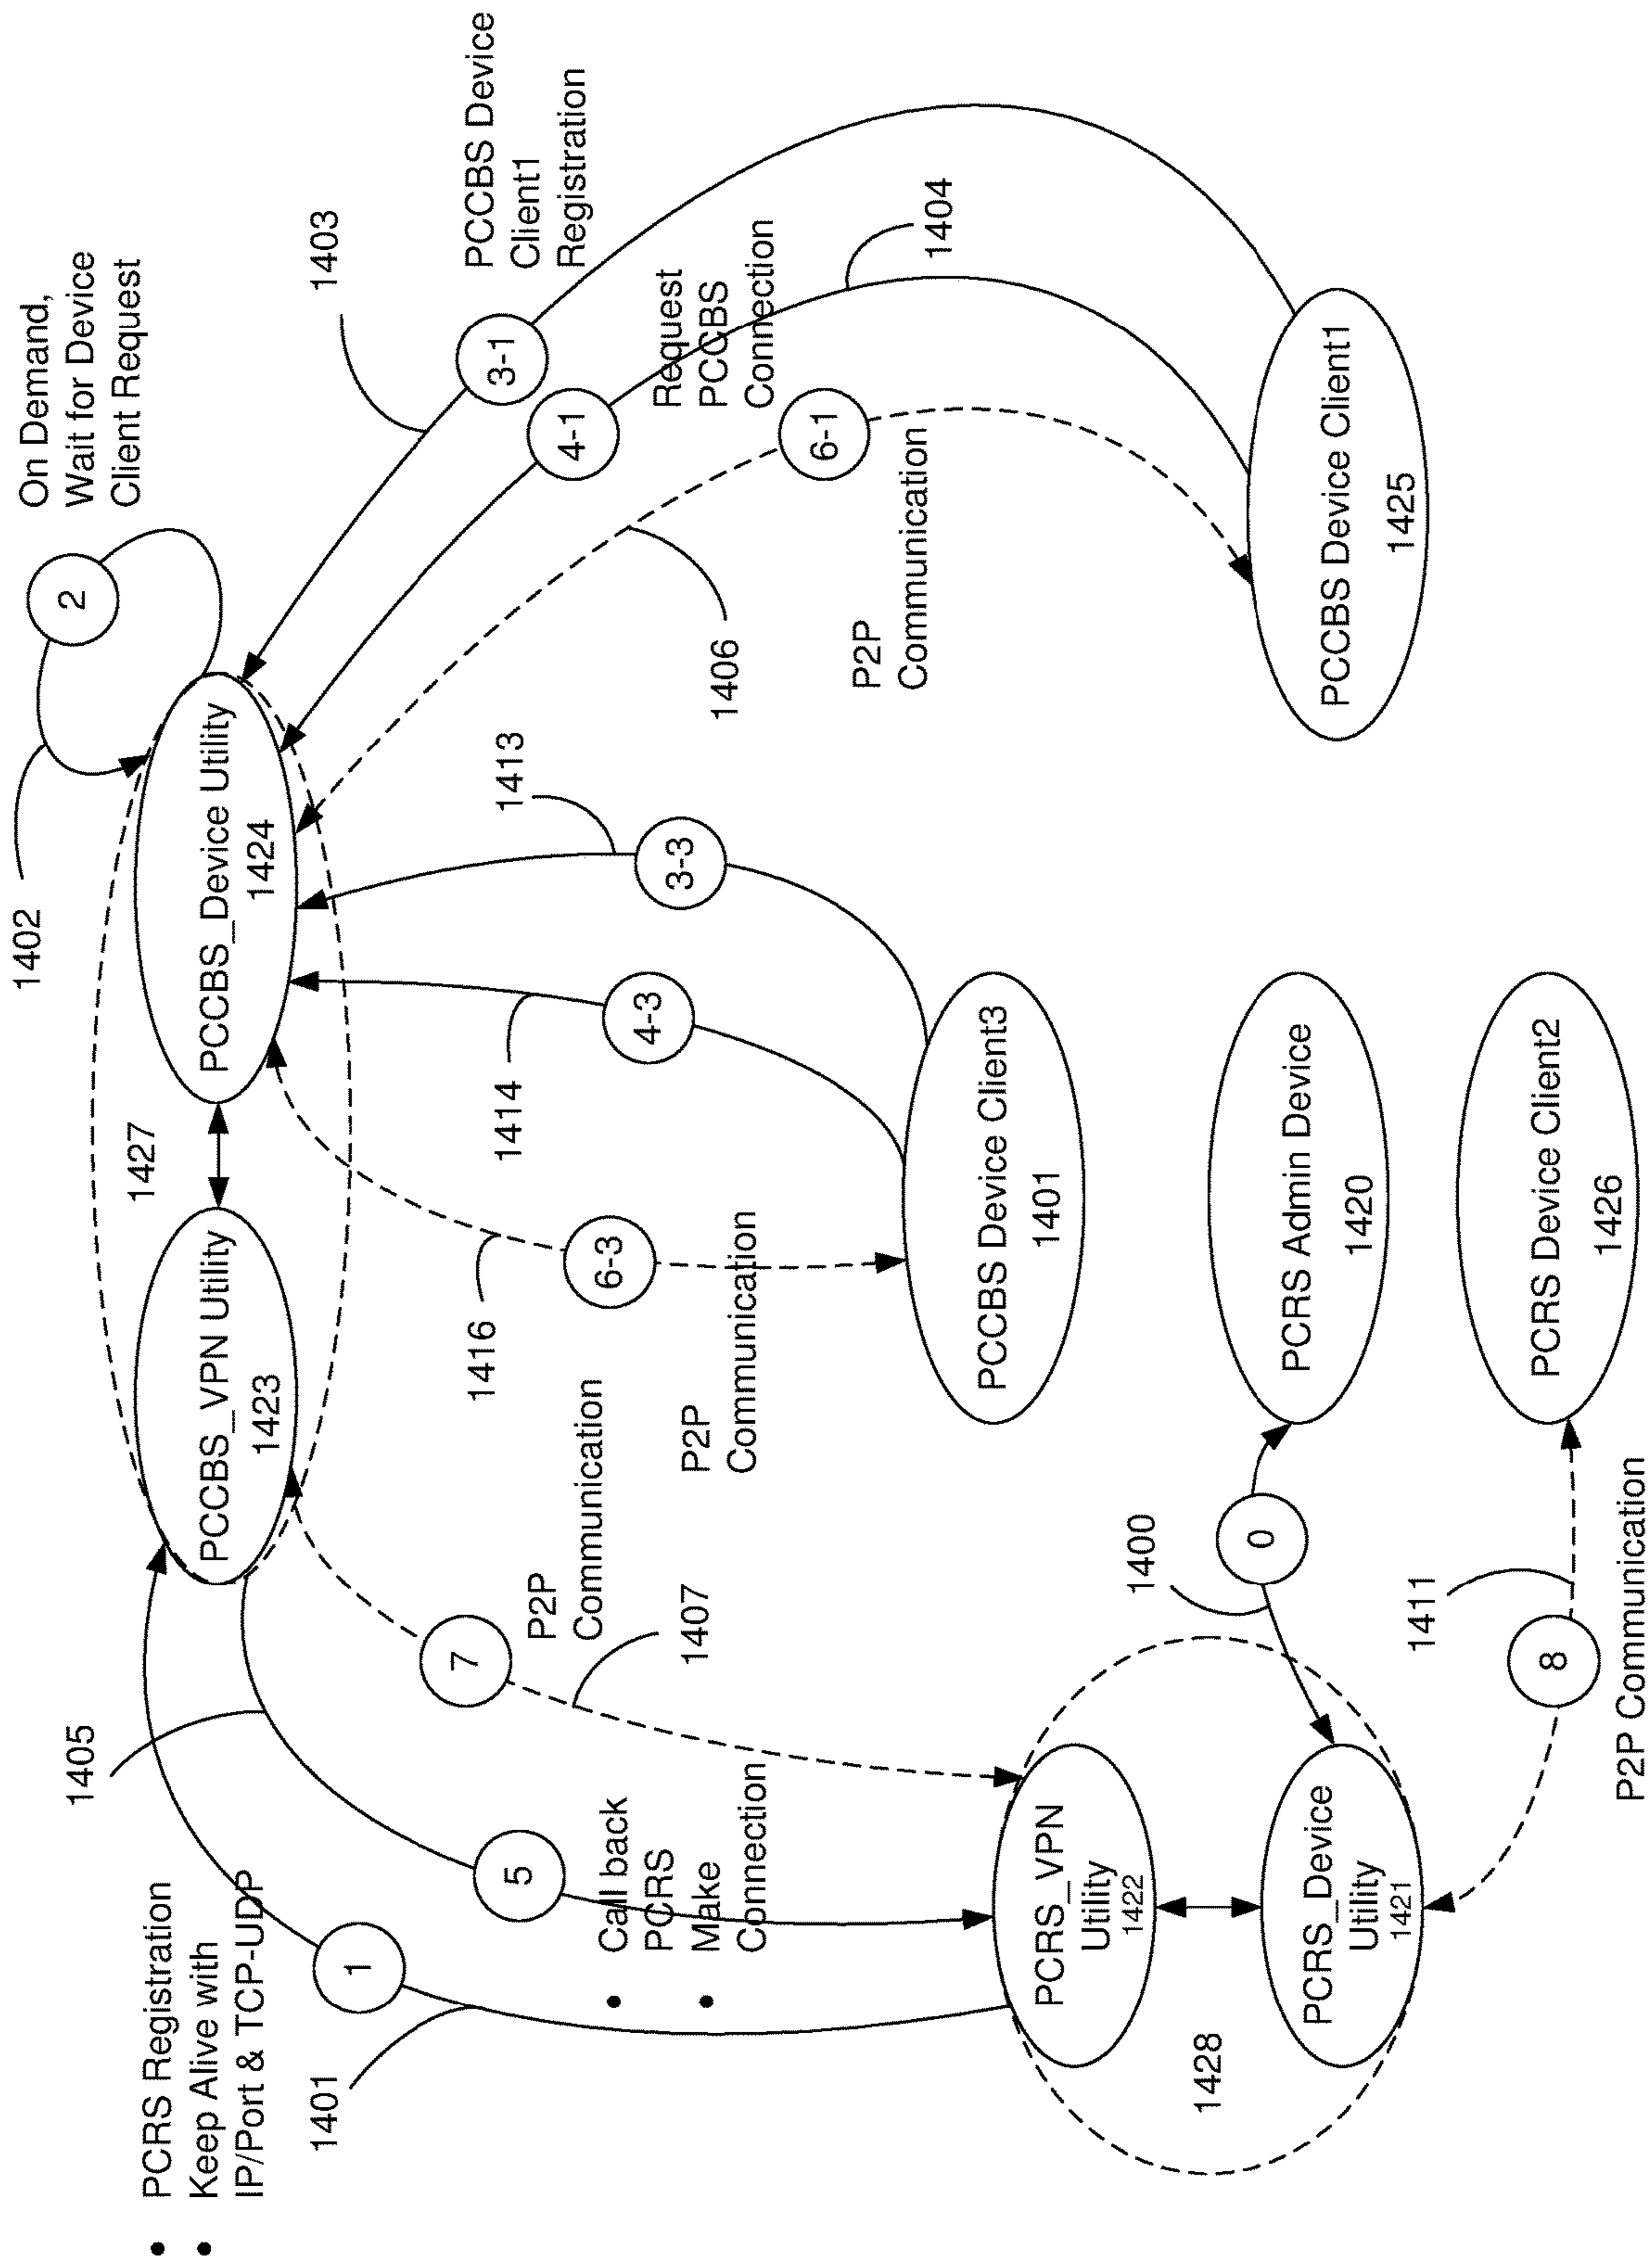 • PCRS Registration
• Keep Alive with
IP/Port & TCP-UDP
1401
1
1405
5
• Call back
PCRS
• Make
Connection
7
P2P
Communication
1407
PCCBS_VPN Utility
1423
1427
PCCBS_Device Utility
1424
1402
2
On Demand,
Wait for Device
Client Request
1403
3-1
PCCBS Device
Client1
Registration
4-1
Request
PCCBS
Connection
1404
6-1
1406
P2P
Communication
1413
3-3
1414
4-3
1416
6-3
P2P
Communication
PCCBS Device Client3
1401
PCCBS Device Client1
1425
PCRS_VPN
Utility
1422
1428
PCRS_Device
Utility
1421
1400
0
PCRS Admin Device
1420
1411
8
P2P Communication
PCRS Device Client2
1426